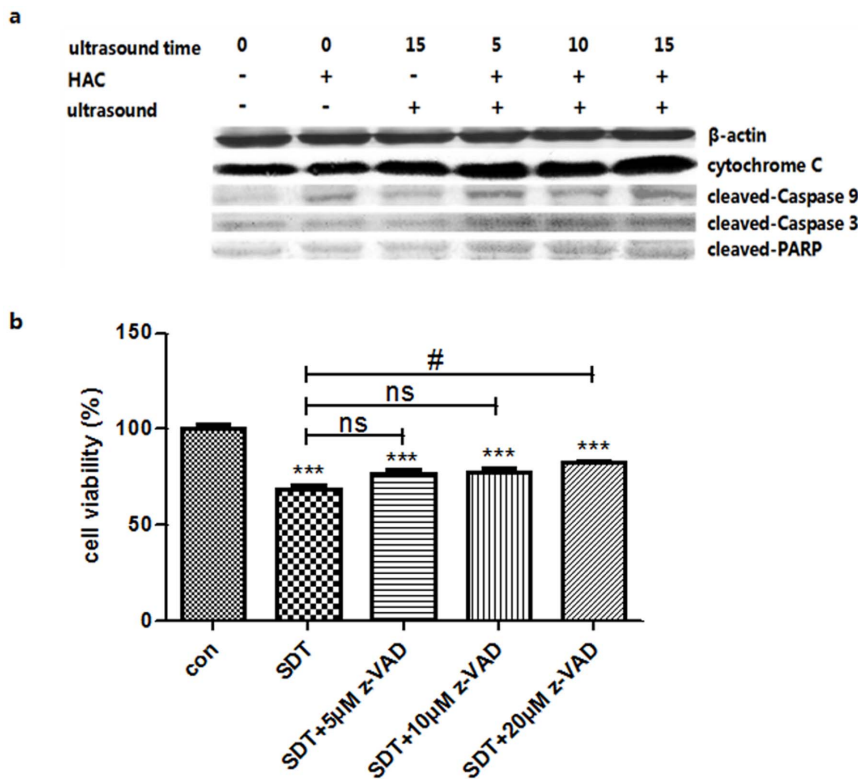 a
ultrasound time 0 0 15 5 10 15
HAC - + - + + +
ultrasound - - + + + +
β-actin
cytochrome C
cleaved-Caspase 9
cleaved-Caspase 3
cleaved-PARP
b
cell viability (%)
150
100
50
0
#
ns
ns
*** *** *** ***
con
SDT
SDT+5μM z-VAD
SDT+10μM z-VAD
SDT+20μM z-VAD